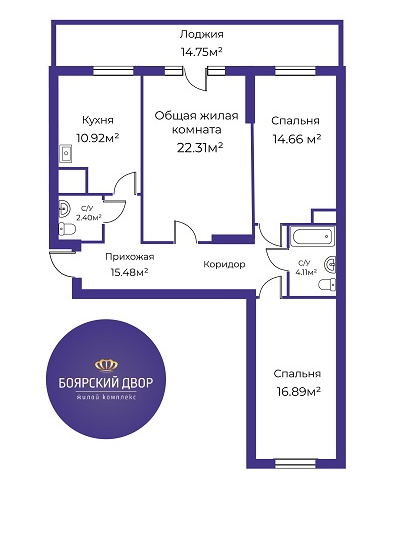 Лоджия
14.75м²
Кухня
10.92м²
Общая жилая
комната
22.31м²
Спальня
14.66 м²
С/У
2.40м²
Прихожая
15.48м²
Коридор
С/У
4.11м²
Спальня
16.89м²
БОЯРСКИЙ ДВОР
жилой комплекс